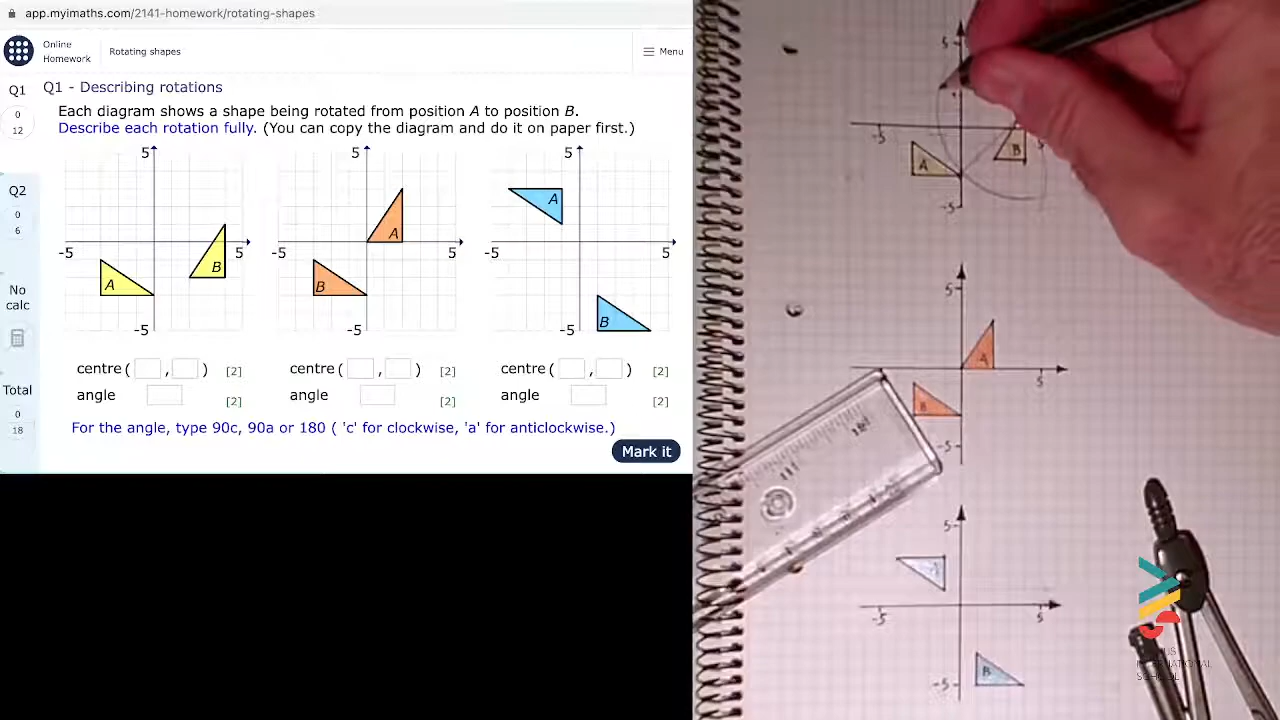 app.myimaths.com/2141-homework/rotating-shapes
Online
Homework
Rotating shapes
Menu
Q1
0
12
Q2
0
6
No
calc
Total
0
18
Q1 - Describing rotations
Each diagram shows a shape being rotated from position A to position B.
Describe each rotation fully. (You can copy the diagram and do it on paper first.)
5
-5
5
-5
A
B
5
-5
5
-5
A
B
5
-5
5
-5
A
B
centre ( , )
[2]
angle
[2]
centre ( , )
[2]
angle
[2]
centre ( , )
[2]
angle
[2]
For the angle, type 90c, 90a or 180 ( 'c' for clockwise, 'a' for anticlockwise.)
Mark it
5
-5
5
-5
A
B
5
5
-5
A
B
5
-5
5
-5
B
INTERNATIONAL
SCHOOL